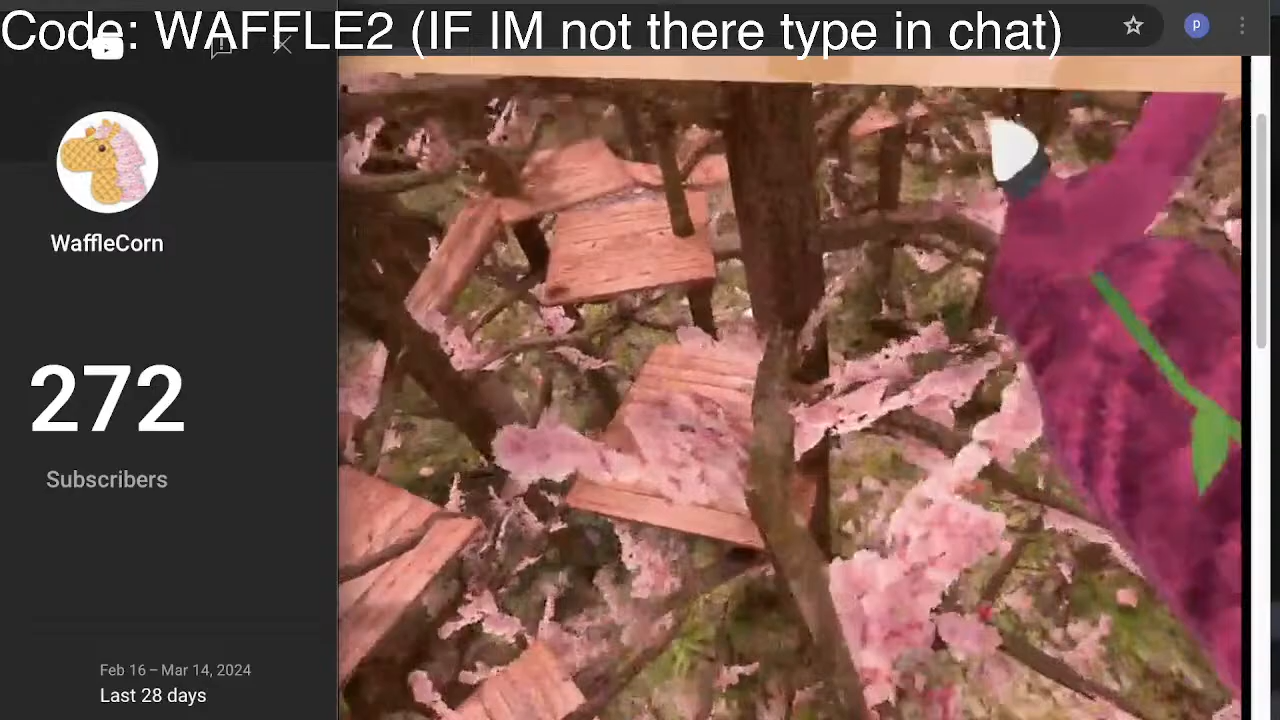 Code: WAFFLE2 (IF IM not there type in chat)
p
WaffleCorn
272
Subscribers
Feb 16 – Mar 14, 2024
Last 28 days